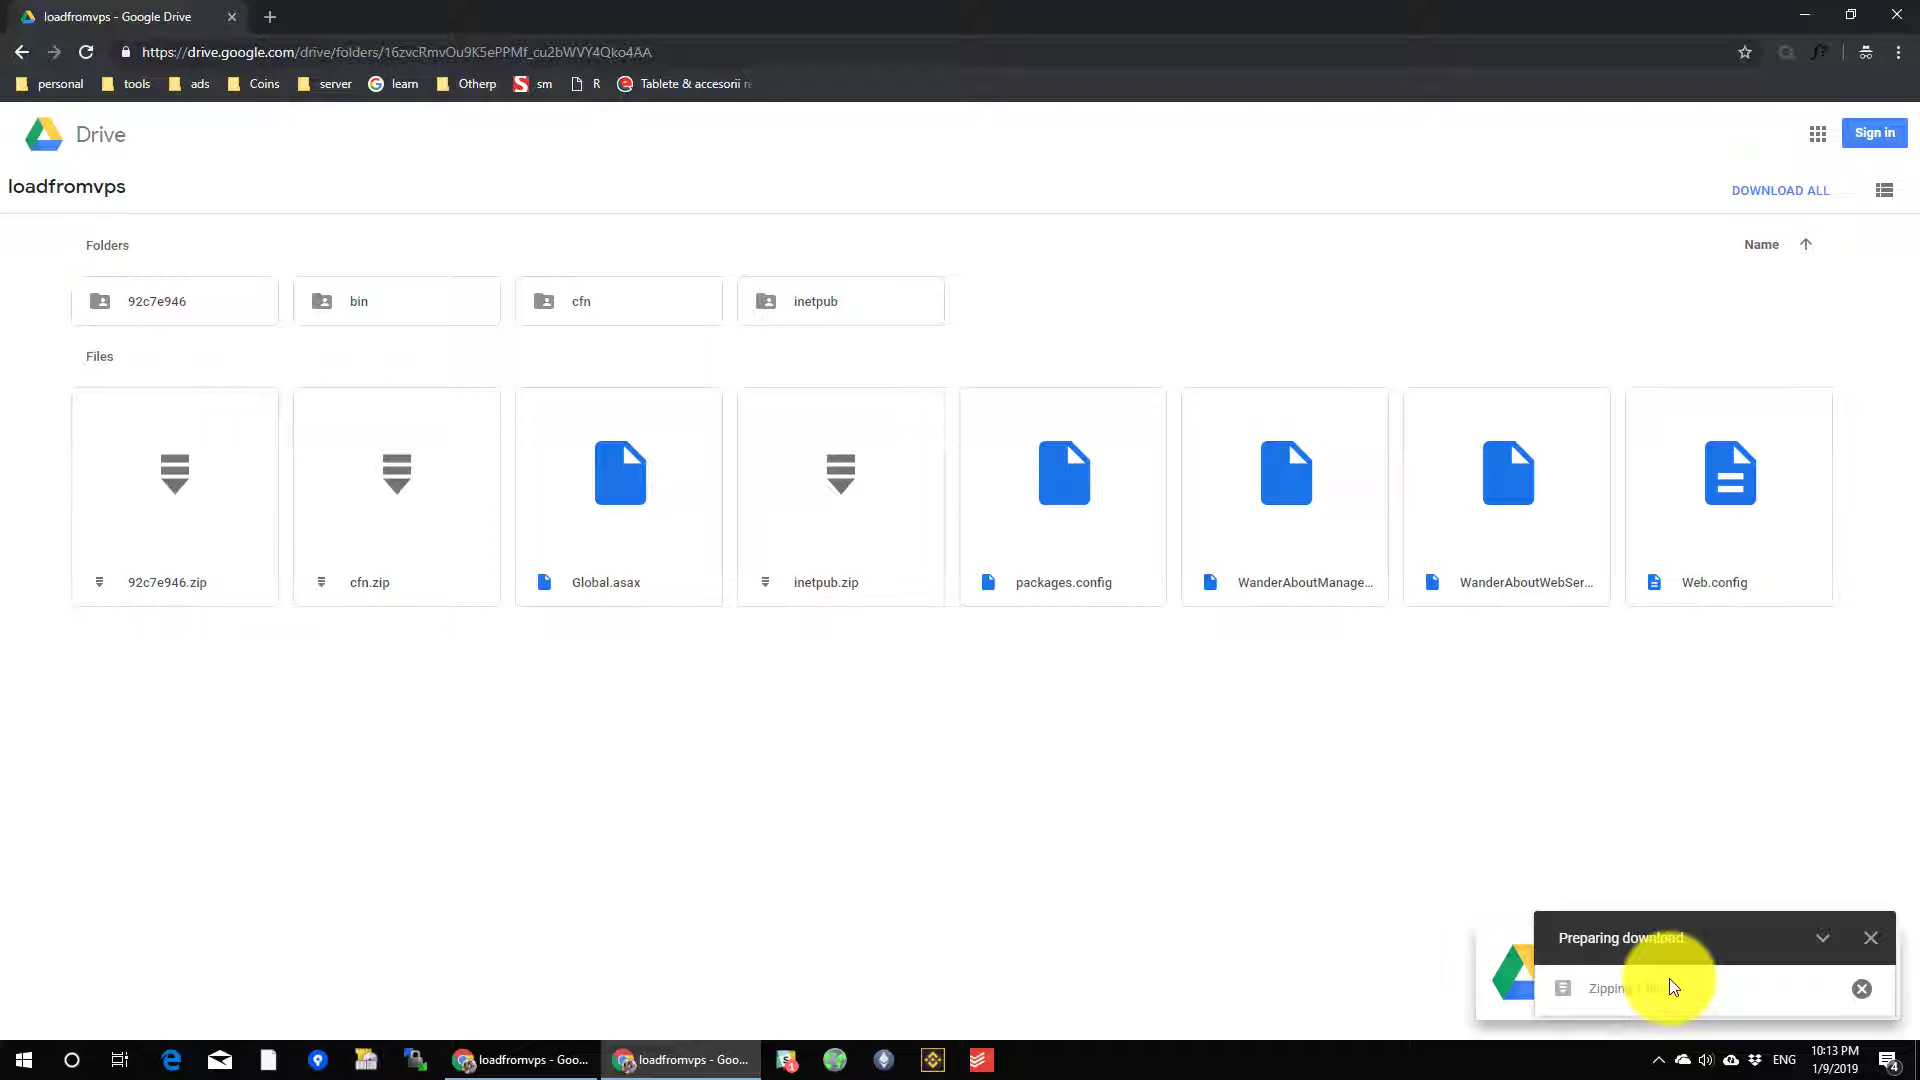 loadfromvps - Google Drive
https://drive.google.com/drive/folders/16zvcRmvOu9K5ePPMf_cu2bWVY4Qko4AA
personal tools ads Coins server learn Otherp sm R Tablete & accesorii
Drive
Sign in
loadfromvps
DOWNLOAD ALL
Folders
Name
92c7e946 bin cfn inetpub
Files
92c7e946.zip cfn.zip Global.asax inetpub.zip packages.config WanderAboutManage... WanderAboutWebSer... Web.config
Preparing download
Zipping
loadfromvps - Goo... loadfromvps - Goo...
ENG
10:13 PM
1/9/2019
4